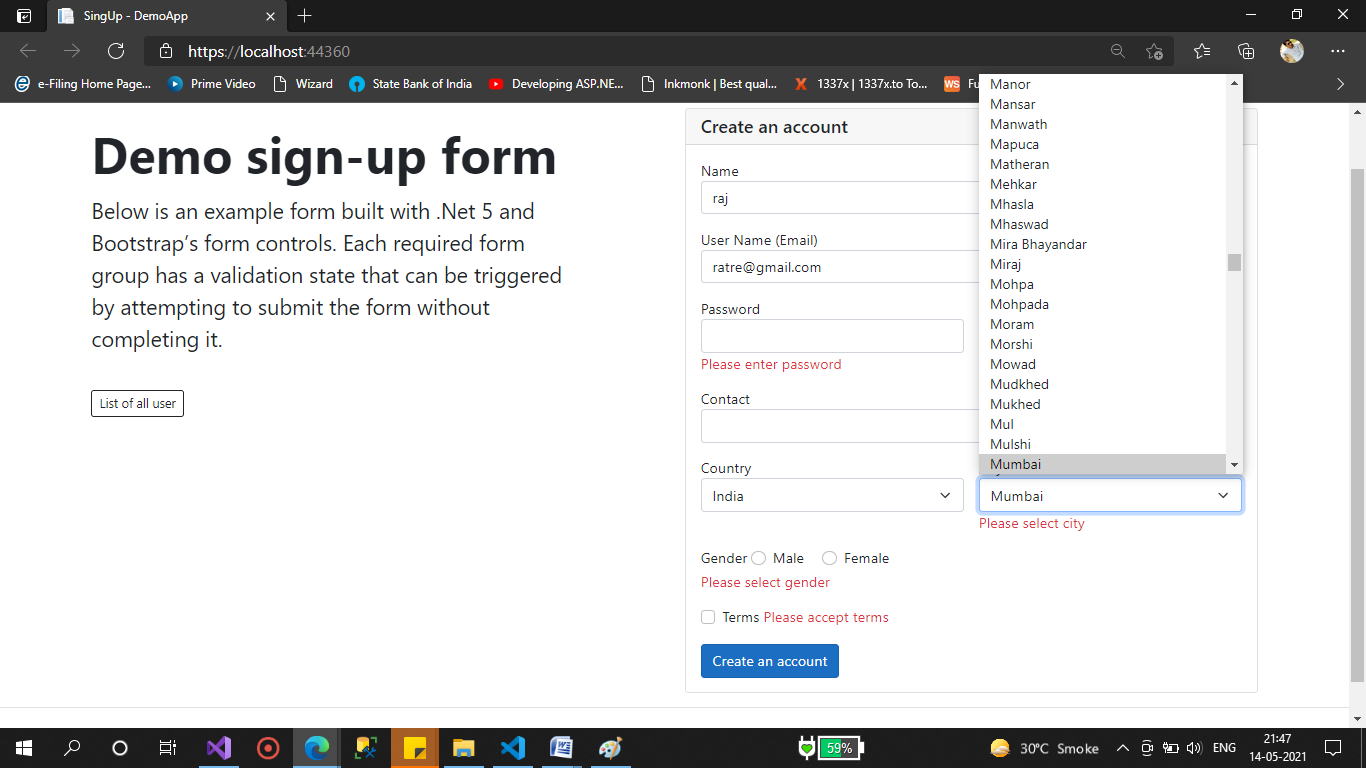 SingUp - DemoApp
https://localhost:44360
e-Filing Home Page...
Prime Video
Wizard
State Bank of India
Developing ASP.NE...
Inkmonk | Best qual...
1337x | 1337x.to To...
WS Fu
Demo sign-up form
Below is an example form built with .Net 5 and
Bootstrap’s form controls. Each required form
group has a validation state that can be triggered
by attempting to submit the form without
completing it.
List of all user
Create an account
Name
raj
User Name (Email)
ratre@gmail.com
Password
Please enter password
Contact
Country
India
Manor
Mansar
Manwath
Mapuca
Matheran
Mehkar
Mhasla
Mhaswad
Mira Bhayandar
Miraj
Mohpa
Mohpada
Moram
Morshi
Mowad
Mudkhed
Mukhed
Mul
Mulshi
Mumbai
Mumbai
Please select city
Gender Male Female
Please select gender
Terms Please accept terms
Create an account
59%
30°C Smoke
ENG
21:47
14-05-2021